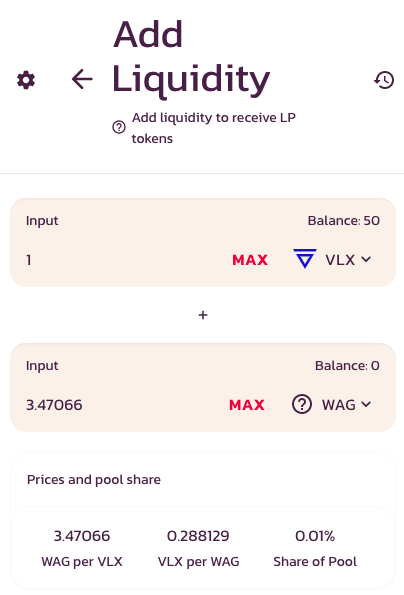 Add
Liquidity
Add liquidity to receive LP
tokens
Input
Balance: 50
1
MAX
VLX
+
Input
Balance: 0
3.47066
MAX
WAG
Prices and pool share
3.47066
0.288129
0.01%
WAG per VLX
VLX per WAG
Share of Pool